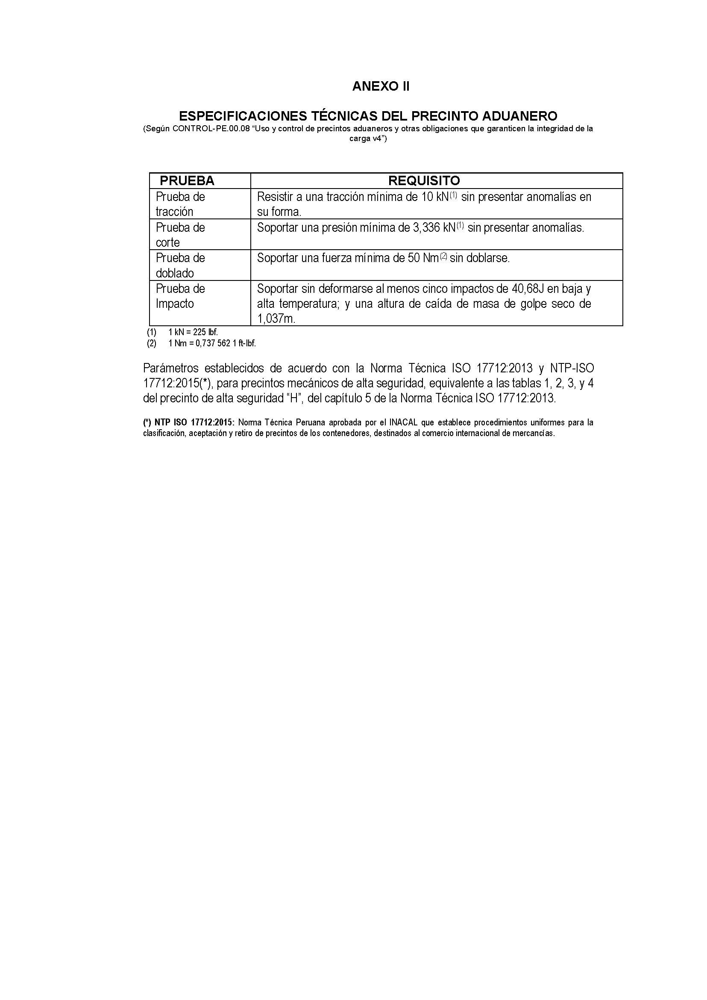 ANEXO II
ESPECIFICACIONES TÉCNICAS DEL PRECINTO ADUANERO
(Según CONTROL-PE.00.08 “Uso y control de precintos aduaneros y otras obligaciones que garanticen la integridad de la
carga v4”)
PRUEBA REQUISITO
Prueba de Resistir a una tracción mínima de 10 kN(1) sin presentar anomalías en
tracción su forma.
Prueba de Soportar una presión mínima de 3,336 kN(1) sin presentar anomalías.
corte
Prueba de Soportar una fuerza mínima de 50 Nm(2) sin doblarse.
doblado
Prueba de Soportar sin deformarse al menos cinco impactos de 40,68J en baja y
Impacto alta temperatura; y una altura de caída de masa de golpe seco de
1,037m.
(1) 1 kN = 225 lbf.
(2) 1 Nm = 0,737 562 1 ft-lbf.
Parámetros establecidos de acuerdo con la Norma Técnica ISO 17712:2013 y NTP-ISO
17712:2015(*), para precintos mecánicos de alta seguridad, equivalente a las tablas 1, 2, 3, y 4
del precinto de alta seguridad “H”, del capítulo 5 de la Norma Técnica ISO 17712:2013.
(*) NTP ISO 17712:2015: Norma Técnica Peruana aprobada por el INACAL que establece procedimientos uniformes para la
clasificación, aceptación y retiro de precintos de los contenedores, destinados al comercio internacional de mercancías.